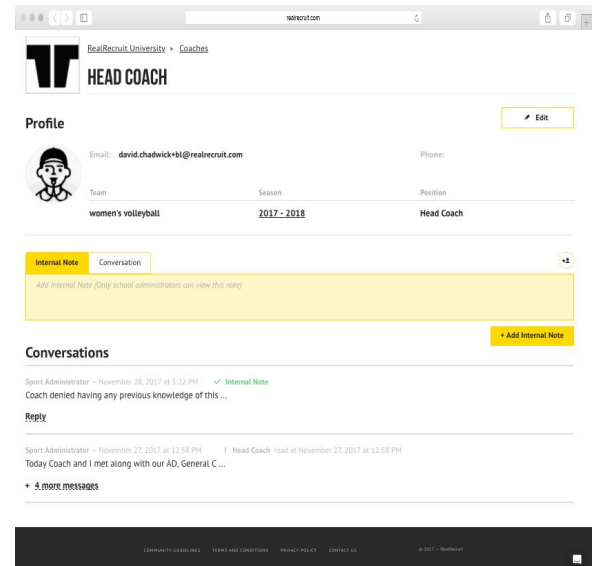 realrecruit.com
RealRecruit University ▸ Coaches
HEAD COACH
Profile
Edit
Email: david.chadwick+bl@realrecruit.com Phone:
Team Season Position
women's volleyball 2017 - 2018 Head Coach
Internal Note Conversation
Add Internal Note (Only school administrators can view this note)
+ Add Internal Note
Conversations
Sport Administrator — November 28, 2017 at 5:22 PM ✓ Internal Note
Coach denied having any previous knowledge of this ...
Reply
Sport Administrator — November 27, 2017 at 12:58 PM | Head Coach read at November 27, 2017 at 12:58 PM
Today Coach and I met along with our AD, General C ...
+ 4 more messages
COMMUNITY GUIDELINES TERMS AND CONDITIONS PRIVACY POLICY CONTACT US © 2017 — RealRecruit